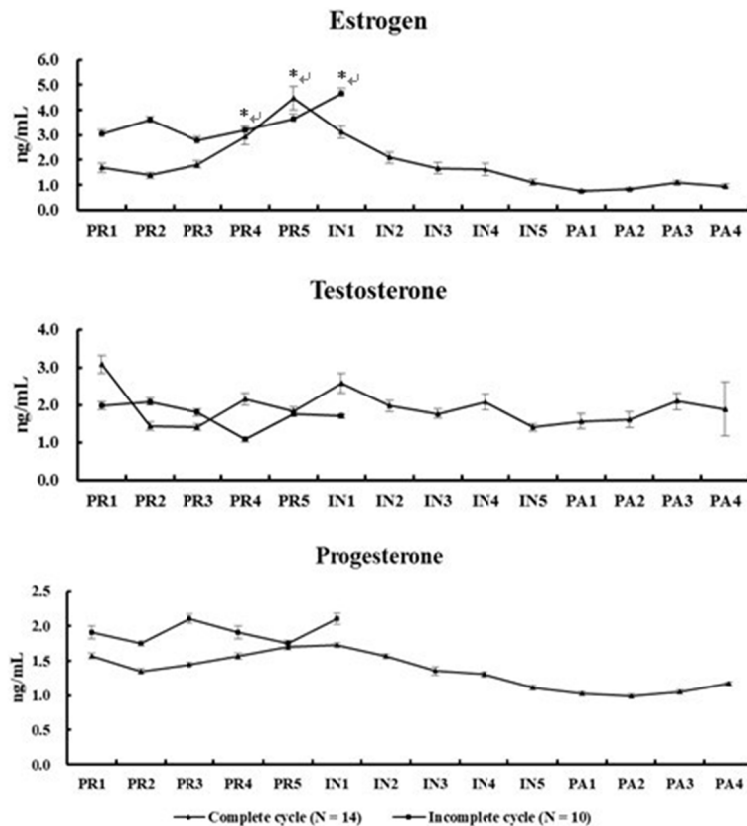 Estrogen
6.0
5.0
4.0
3.0
2.0
1.0
0.0
ng/mL
* * *
PR1 PR2 PR3 PR4 PR5 IN1 IN2 IN3 IN4 IN5 PA1 PA2 PA3 PA4
Testosterone
4.0
3.0
2.0
1.0
0.0
ng/mL
PR1 PR2 PR3 PR4 PR5 IN1 IN2 IN3 IN4 IN5 PA1 PA2 PA3 PA4
Progesterone
2.5
2.0
1.5
1.0
0.5
0.0
ng/mL
PR1 PR2 PR3 PR4 PR5 IN1 IN2 IN3 IN4 IN5 PA1 PA2 PA3 PA4
Complete cycle (N = 14) Incomplete cycle (N = 10)